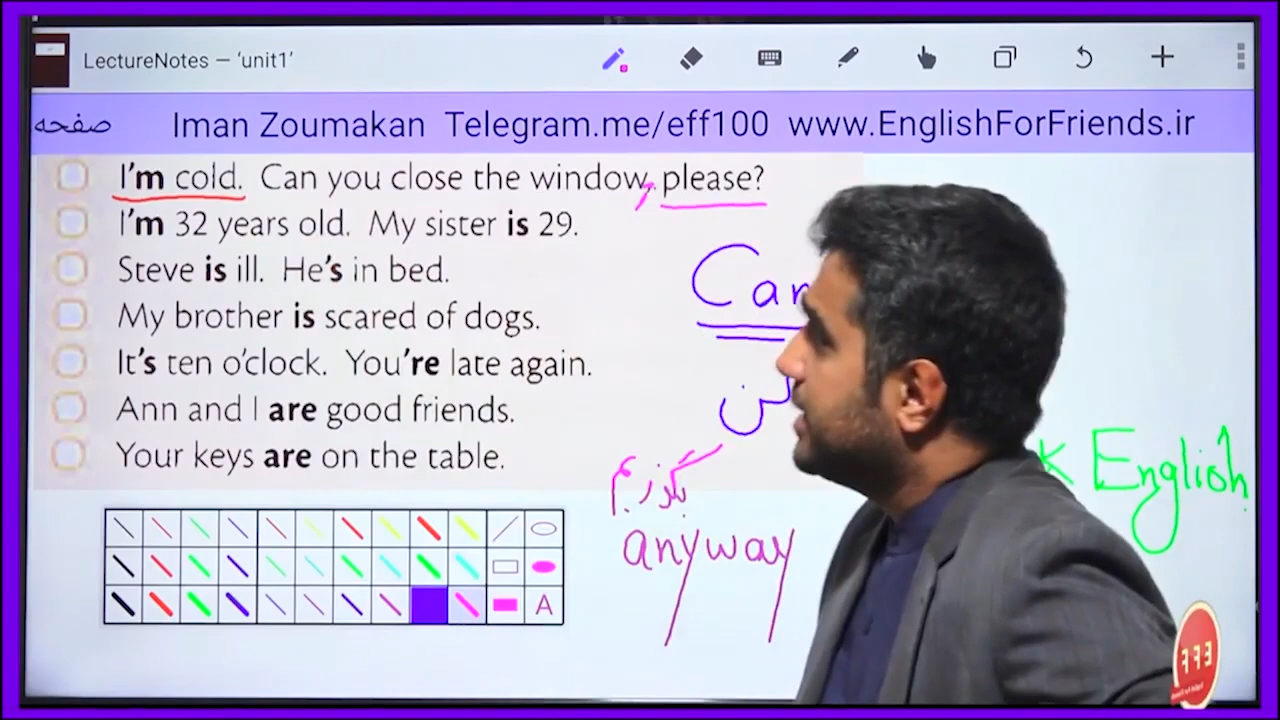 LectureNotes – ‘unit1’
صفحه Iman Zoumakan Telegram.me/eff100 www.EnglishForFriends.ir
I'm cold. Can you close the window, please?
I'm 32 years old. My sister is 29.
Steve is ill. He's in bed.
My brother is scared of dogs.
It's ten o'clock. You're late again.
Ann and I are good friends.
Your keys are on the table.
Can
K English
بگذریم
anyway
A
EFF